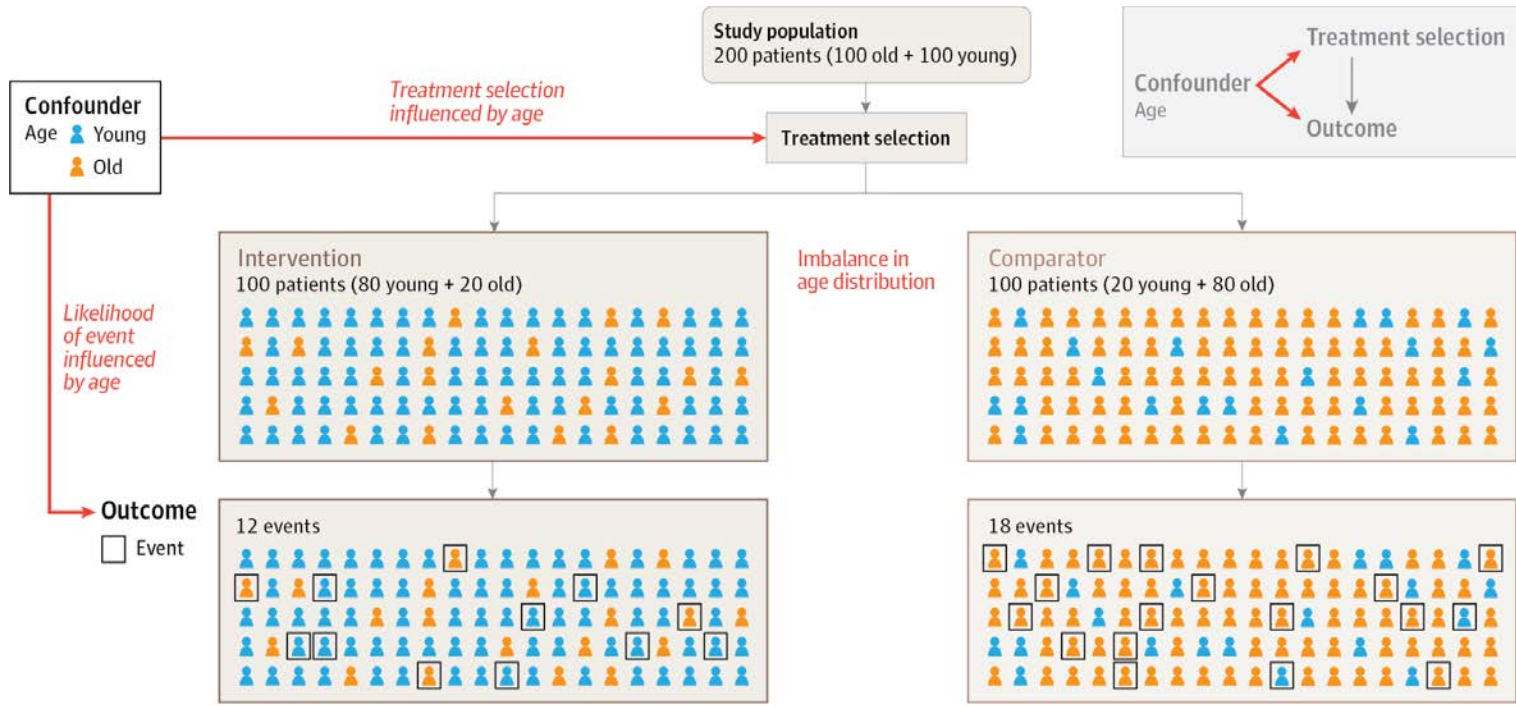 Study population
200 patients (100 old + 100 young)
Treatment selection
Confounder
Age
Outcome
Confounder
Age Young
Old
Treatment selection
influenced by age
Treatment selection
Intervention
100 patients (80 young + 20 old)
Imbalance in
age distribution
Comparator
100 patients (20 young + 80 old)
Likelihood
of event
influenced
by age
Outcome
Event
12 events
18 events